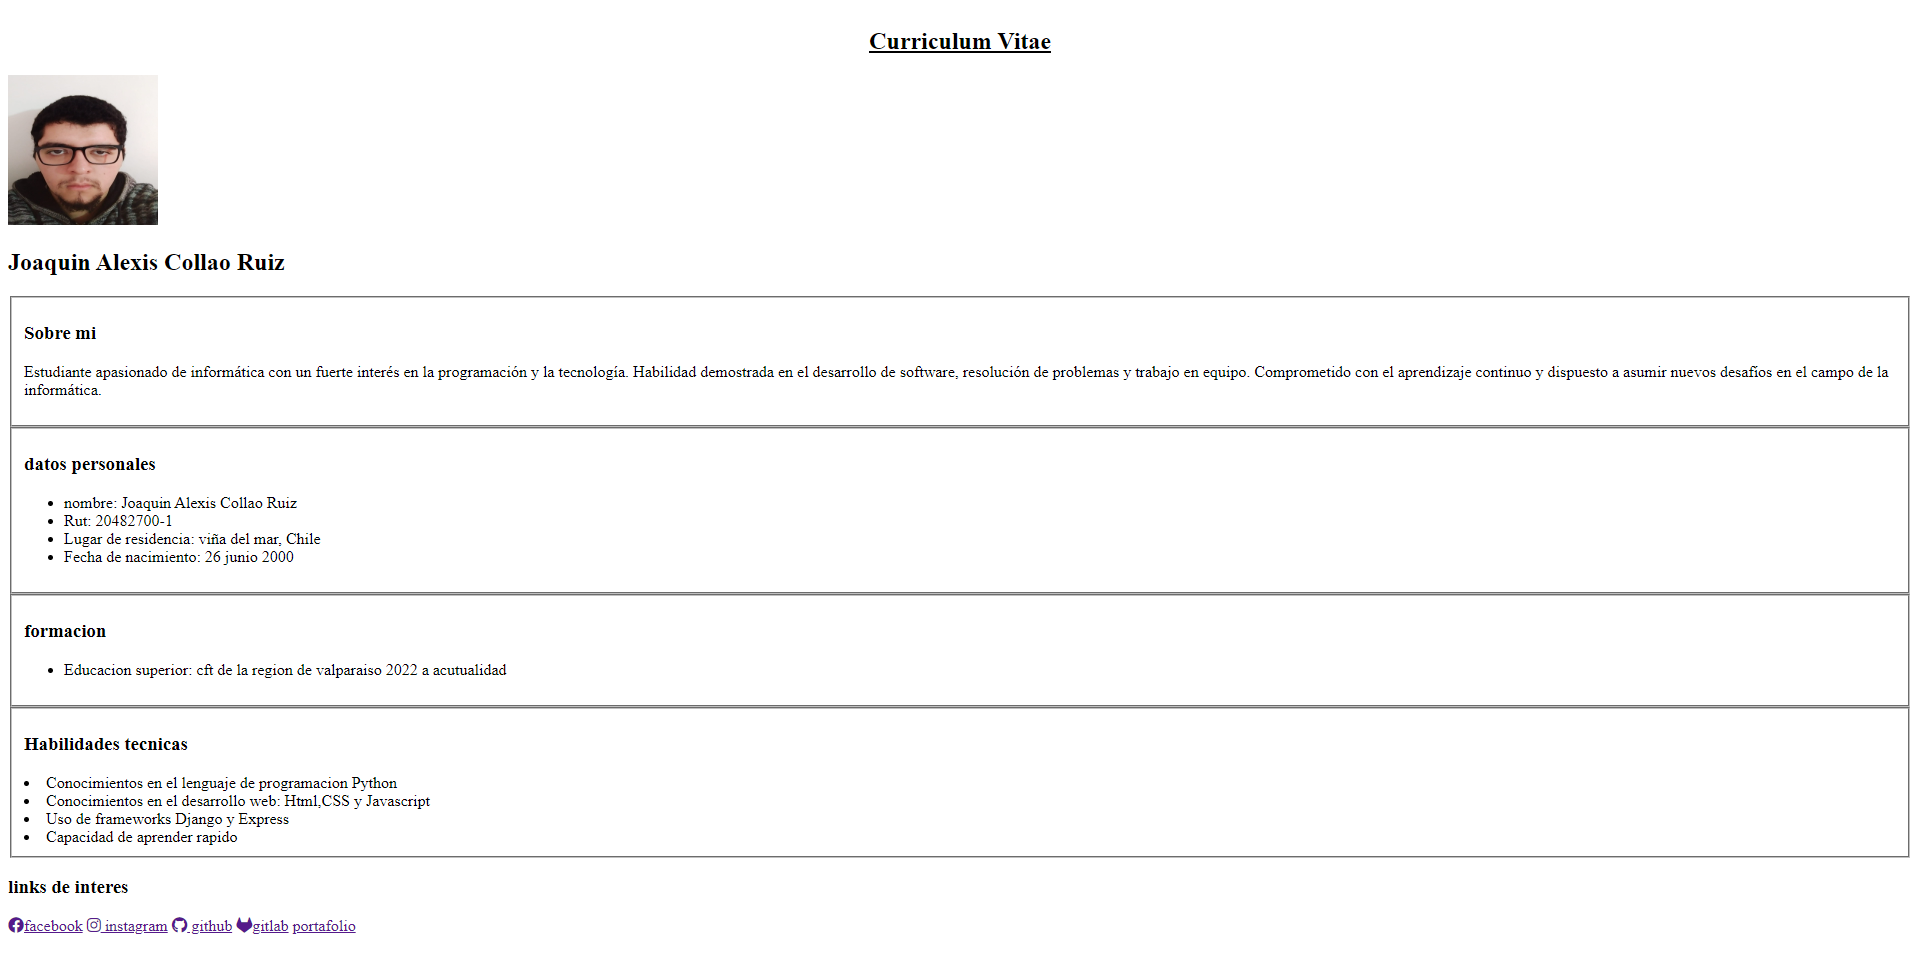 Curriculum Vitae
Joaquin Alexis Collao Ruiz
Sobre mi
Estudiante apasionado de informática con un fuerte interés en la programación y la tecnología. Habilidad demostrada en el desarrollo de software, resolución de problemas y trabajo en equipo. Comprometido con el aprendizaje continuo y dispuesto a asumir nuevos desafíos en el campo de la
informática.
datos personales
• nombre: Joaquin Alexis Collao Ruiz
• Rut: 20482700-1
• Lugar de residencia: viña del mar, Chile
• Fecha de nacimiento: 26 junio 2000
formacion
• Educacion superior: cft de la region de valparaiso 2022 a acutualidad
Habilidades tecnicas
• Conocimientos en el lenguaje de programacion Python
• Conocimientos en el desarrollo web: Html,CSS y Javascript
• Uso de frameworks Django y Express
• Capacidad de aprender rapido
links de interes
facebook instagram github gitlab portafolio